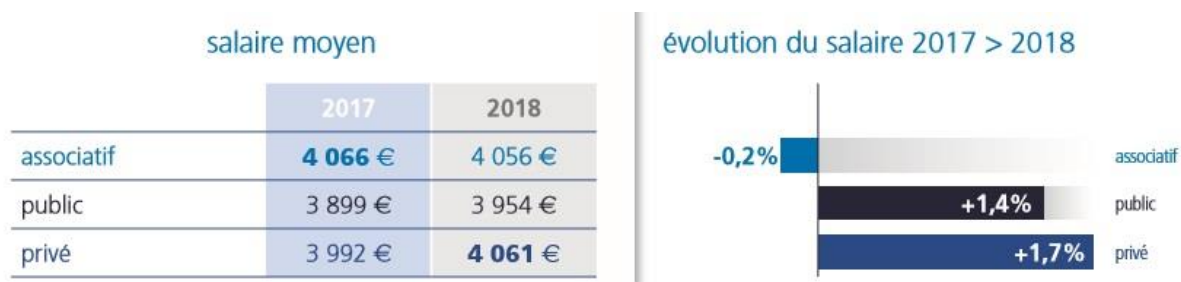 salaire moyen
2017 2018
associatif 4 066 € 4 056 €
public 3 899 € 3 954 €
privé 3 992 € 4 061 €
évolution du salaire 2017 > 2018
-0,2% associatif
+1,4% public
+1,7% privé